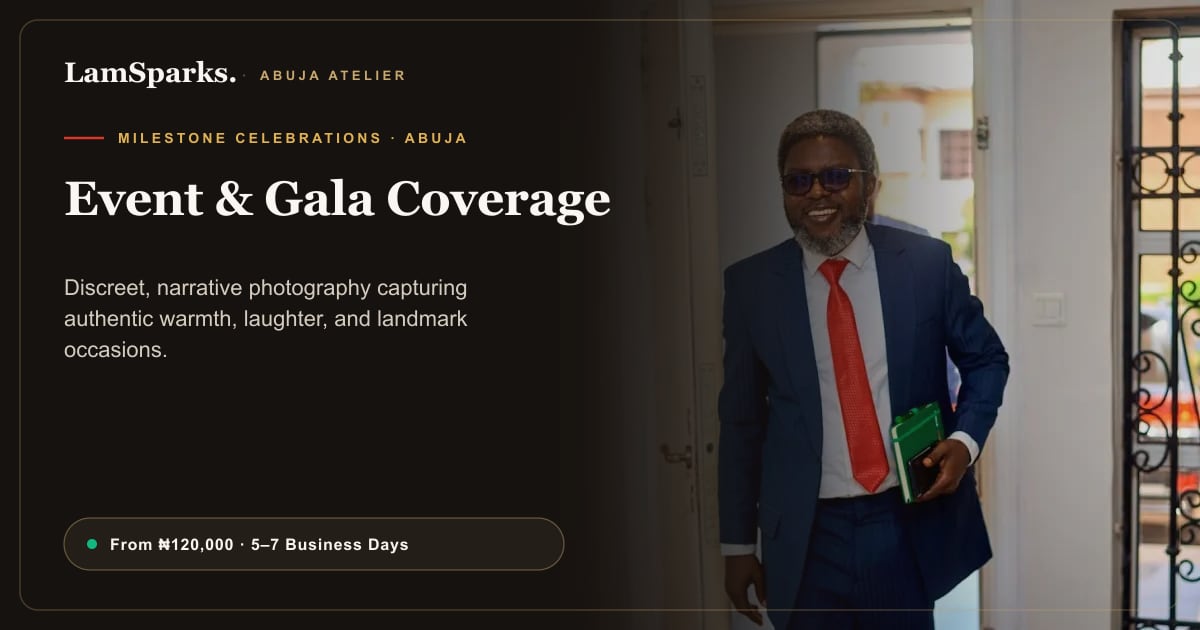 LamSparks. · ABUJA ATELIER
MILESTONE CELEBRATIONS · ABUJA
Event & Gala Coverage
Discreet, narrative photography capturing
authentic warmth, laughter, and landmark
occasions.
From ₦120,000 · 5–7 Business Days